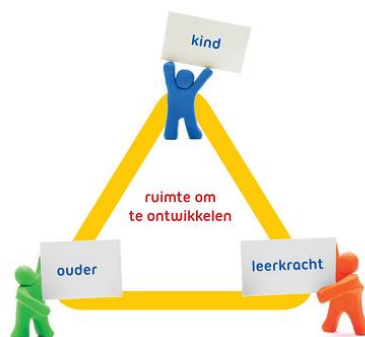 kind
ruimte om
te ontwikkelen
ouder
leerkracht